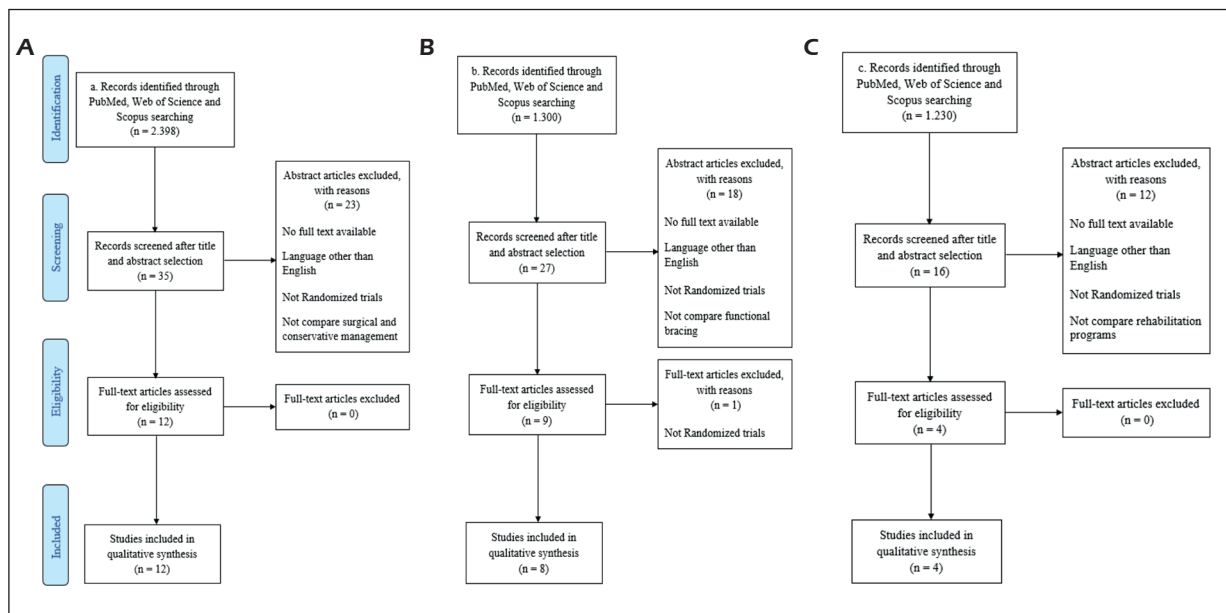 A
Identification
Screening
Eligibility
Included
a. Records identified through
PubMed, Web of Science and
Scopus searching
(n = 2.398)
Abstract articles excluded,
with reasons
(n = 23)
No full text available
Language other than
English
Not Randomized trials
Not compare surgical and
conservative management
Records screened after title
and abstract selection
(n = 35)
Full-text articles assessed
for eligibility
(n = 12)
Full-text articles excluded
(n = 0)
Studies included in
qualitative synthesis
(n = 12)
B
b. Records identified through
PubMed, Web of Science and
Scopus searching
(n = 1.300)
Abstract articles excluded,
with reasons
(n = 18)
No full text available
Language other than
English
Not Randomized trials
Not compare functional
bracing
Records screened after title
and abstract selection
(n = 27)
Full-text articles assessed
for eligibility
(n = 9)
Full-text articles excluded,
with reasons
(n = 1)
Not Randomized trials
Studies included in
qualitative synthesis
(n = 8)
C
c. Records identified through
PubMed, Web of Science and
Scopus searching
(n = 1.230)
Abstract articles excluded,
with reasons
(n = 12)
No full text available
Language other than
English
Not Randomized trials
Not compare rehabilitation
programs
Records screened after title
and abstract selection
(n = 16)
Full-text articles assessed
for eligibility
(n = 4)
Full-text articles excluded
(n = 0)
Studies included in
qualitative synthesis
(n = 4)